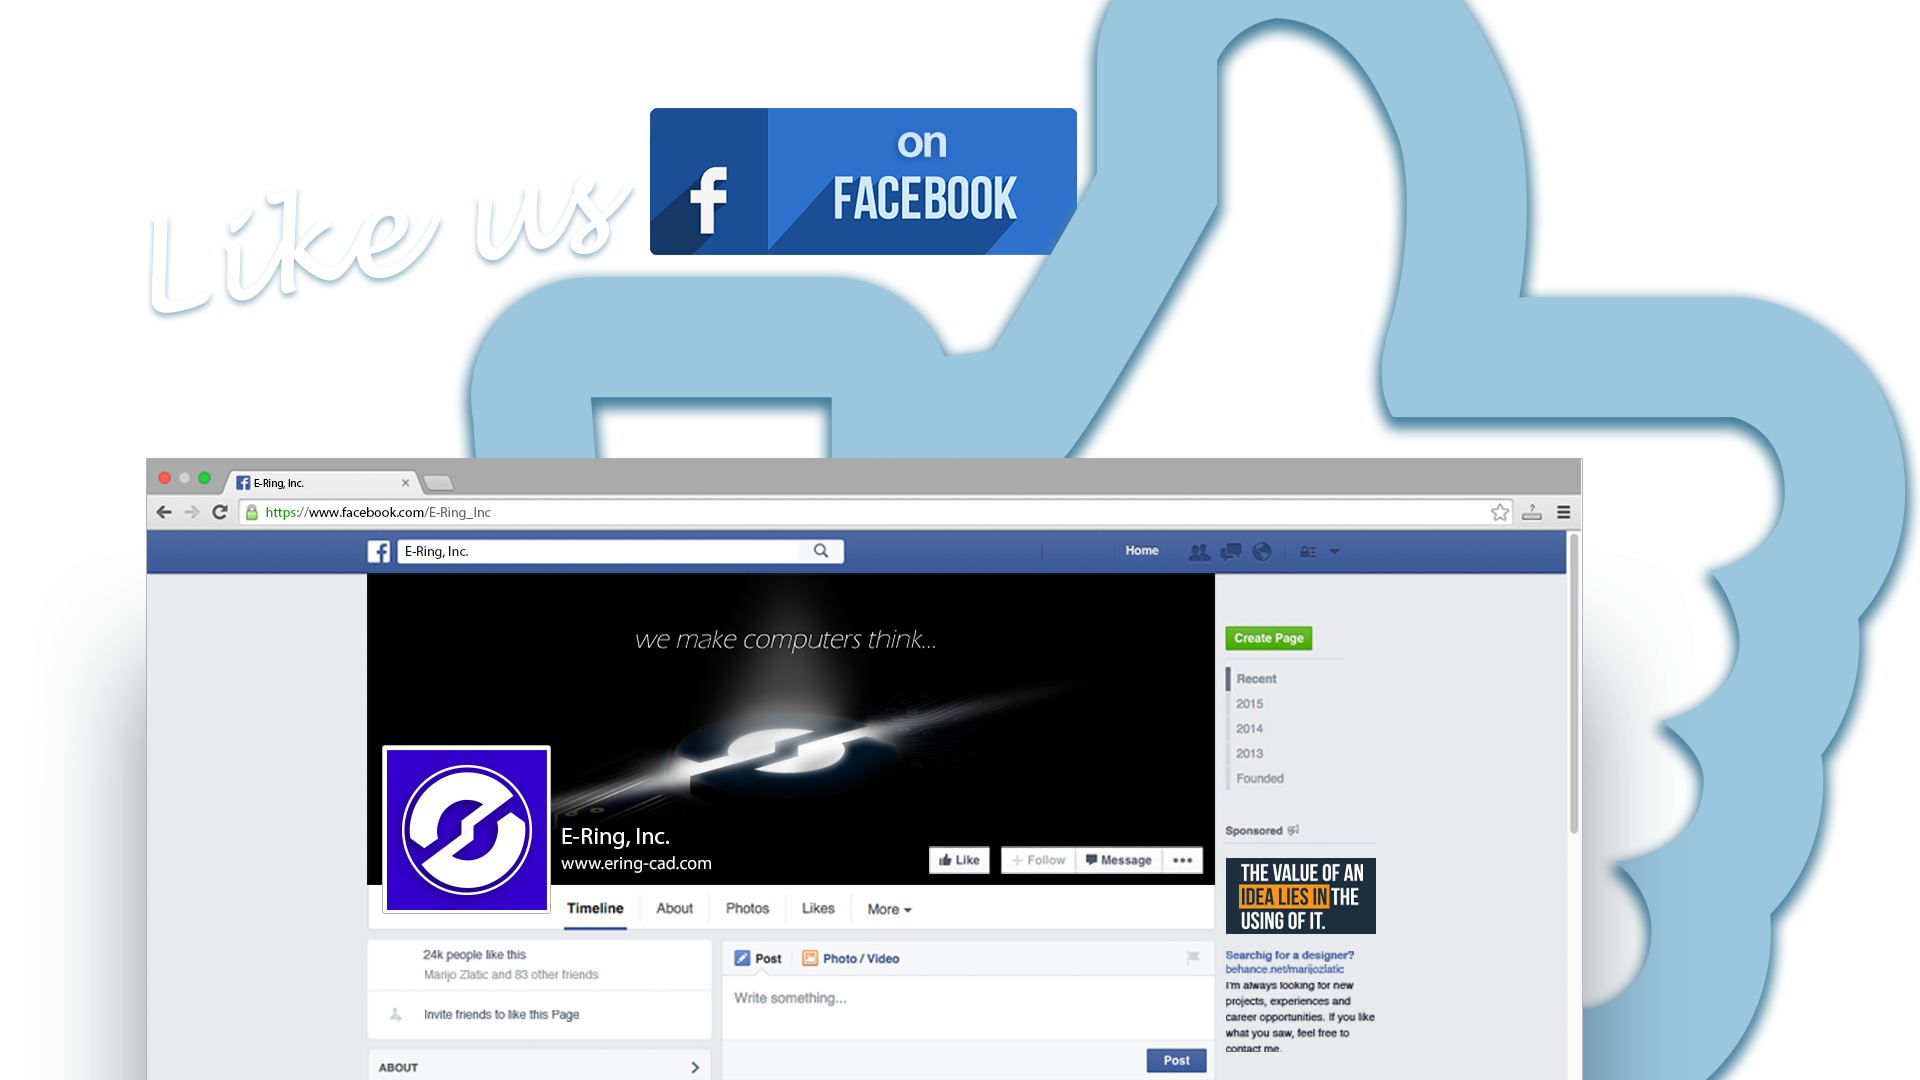 Like us
on
FACEBOOK
E-Ring, Inc.
https://www.facebook.com/E-Ring_Inc
E-Ring, Inc.
Home
we make computers think...
E-Ring, Inc.
www.ering-cad.com
Like
+ Follow
Message
Timeline
About
Photos
Likes
More
24k people like this
Marijo Zlatic and 83 other friends
Invite friends to like this Page
ABOUT
Post
Photo / Video
Write something...
Post
Create Page
Recent
2015
2014
2013
Founded
Sponsored
THE VALUE OF AN
IDEA LIES IN THE
USING OF IT.
Searchig for a designer?
behance.net/marijozlatic
I'm always looking for new
projects, experiences and
career opportunities. If you like
what you saw, feel free to
contact me.